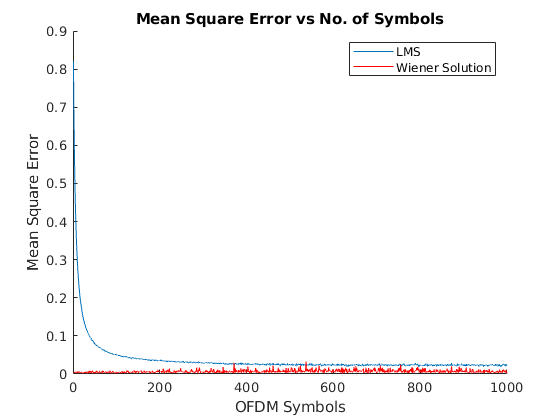 Mean Square Error vs No. of Symbols
0.9
0.8
0.7
0.6
0.5
0.4
0.3
0.2
0.1
0
Mean Square Error
LMS
Wiener Solution
0 200 400 600 800 1000
OFDM Symbols